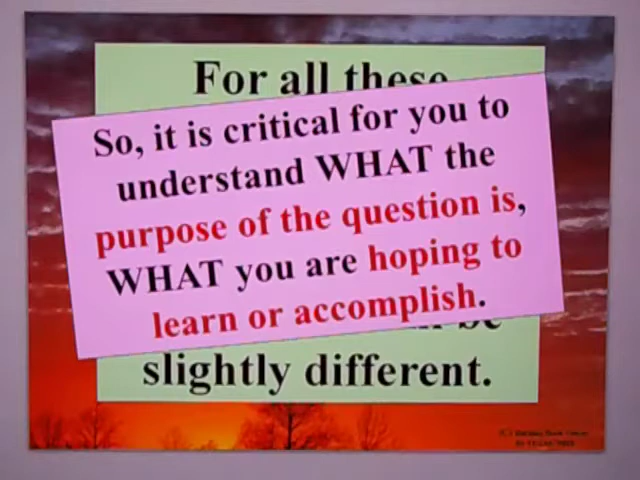 For all these
So, it is critical for you to
understand WHAT the
purpose of the question is,
WHAT you are hoping to
learn or accomplish.
be
slightly different.